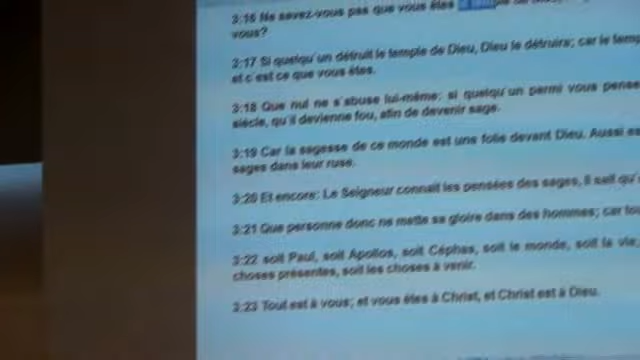 3:16 Ne savez-vous pas que vous êtes
vous?
3:17 Si quelqu'un détruit le temple de Dieu, Dieu le détruira; car le temp
et c'est ce que vous êtes.
3:18 Que nul ne s'abuse lui-même: si quelqu'un parmi vous pense
siècle, qu'il devienne fou, afin de devenir sage.
3:19 Car la sagesse de ce monde est une folie devant Dieu. Aussi es
sages dans leur ruse.
3:20 Et encore: Le Seigneur connaît les pensées des sages, Il sait qu'
3:21 Que personne donc ne mette sa gloire dans des hommes; car tou
3:22 soit Paul, soit Apollos, soit Céphas, soit le monde, soit la vie,
choses présentes, soit les choses à venir.
3:23 Tout est à vous; et vous êtes à Christ, et Christ est à Dieu.